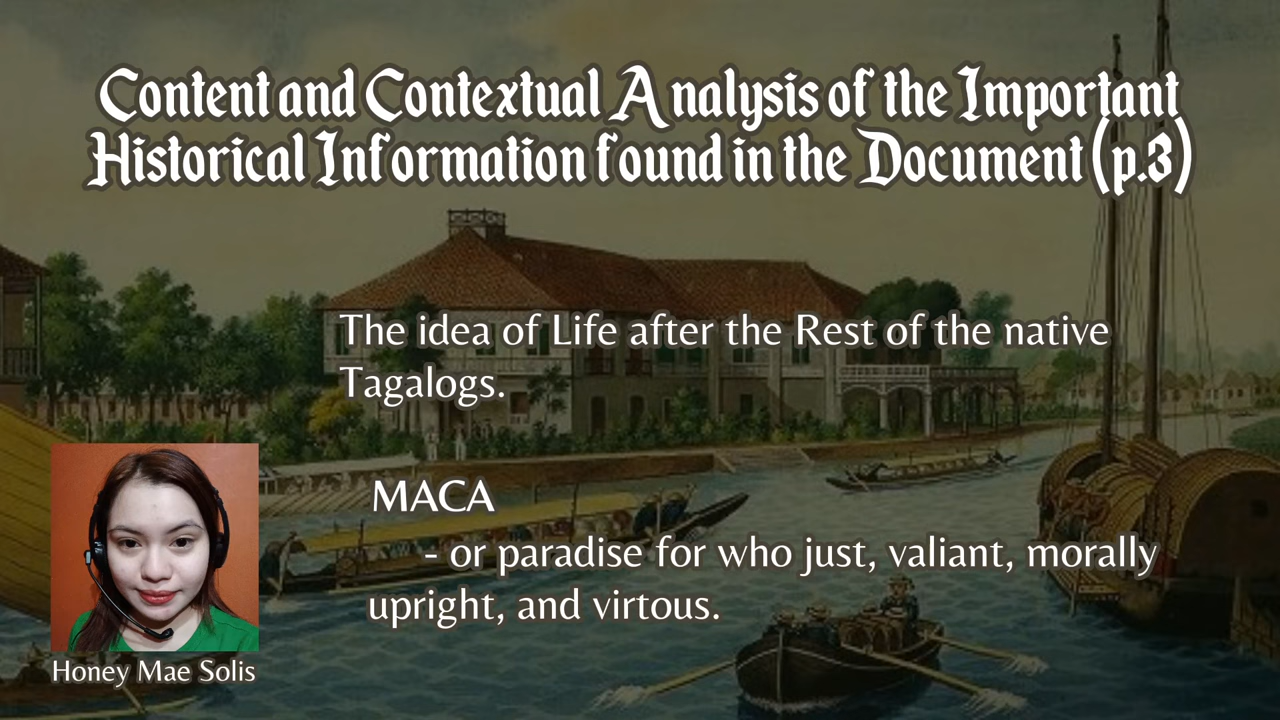 Content and Contextual Analysis of the Important
Historical Information found in the Document (p.3)
The idea of Life after the Rest of the native
Tagalogs.
MACA
- or paradise for who just, valiant, morally
upright, and virtous.
Honey Mae Solis